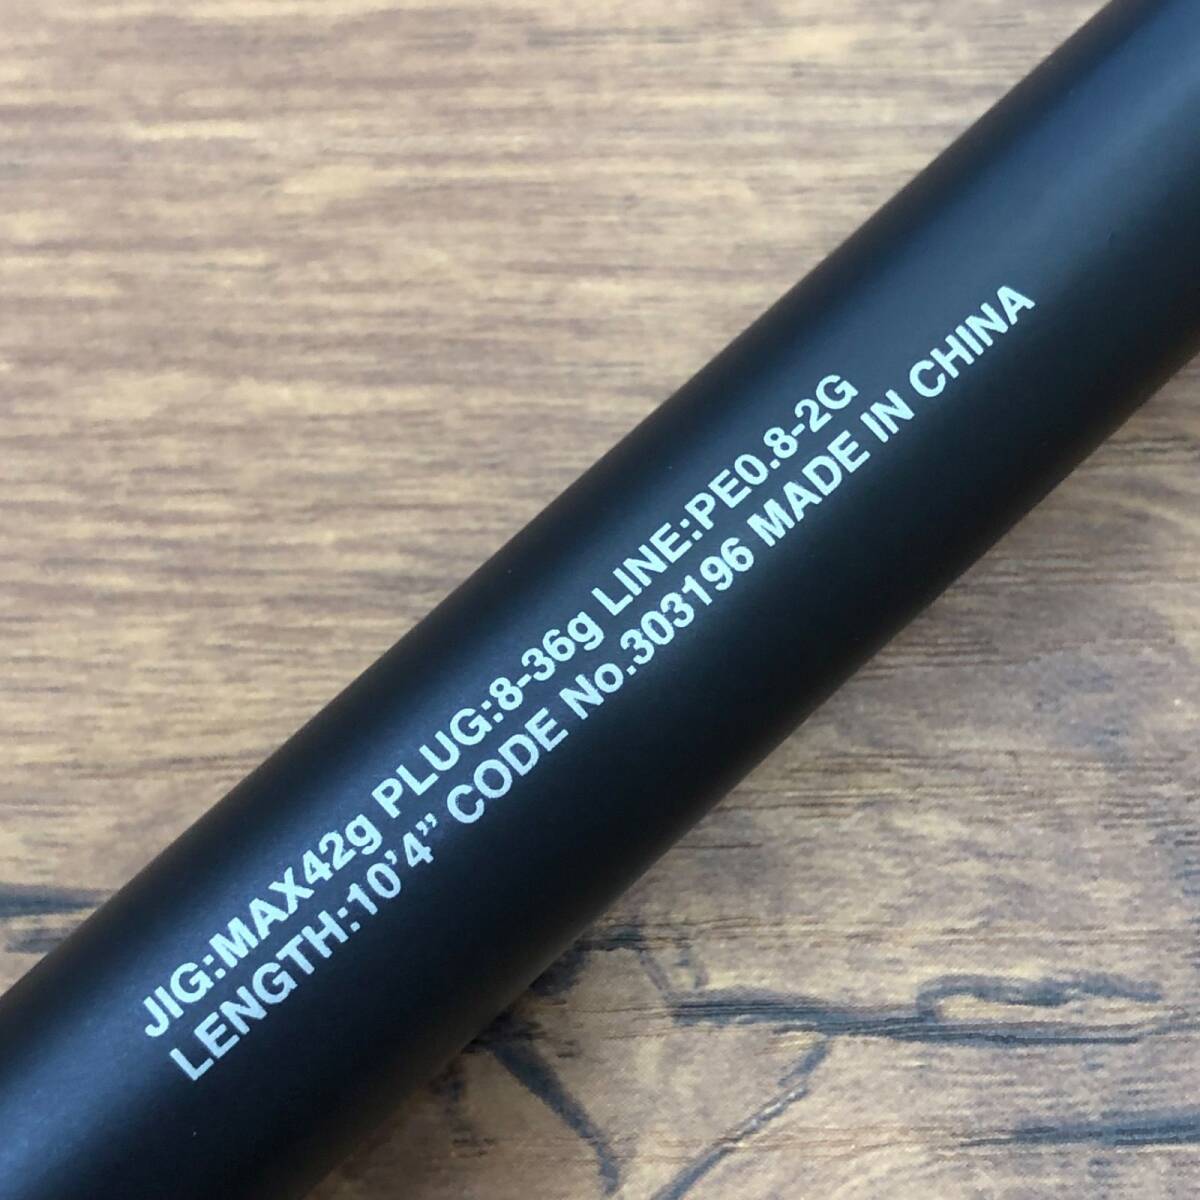 JIG:MAX42g PLUG:8-36g LINE:PE0.8-2G
LENGTH:10’4” CODE No.303196 MADE IN CHINA